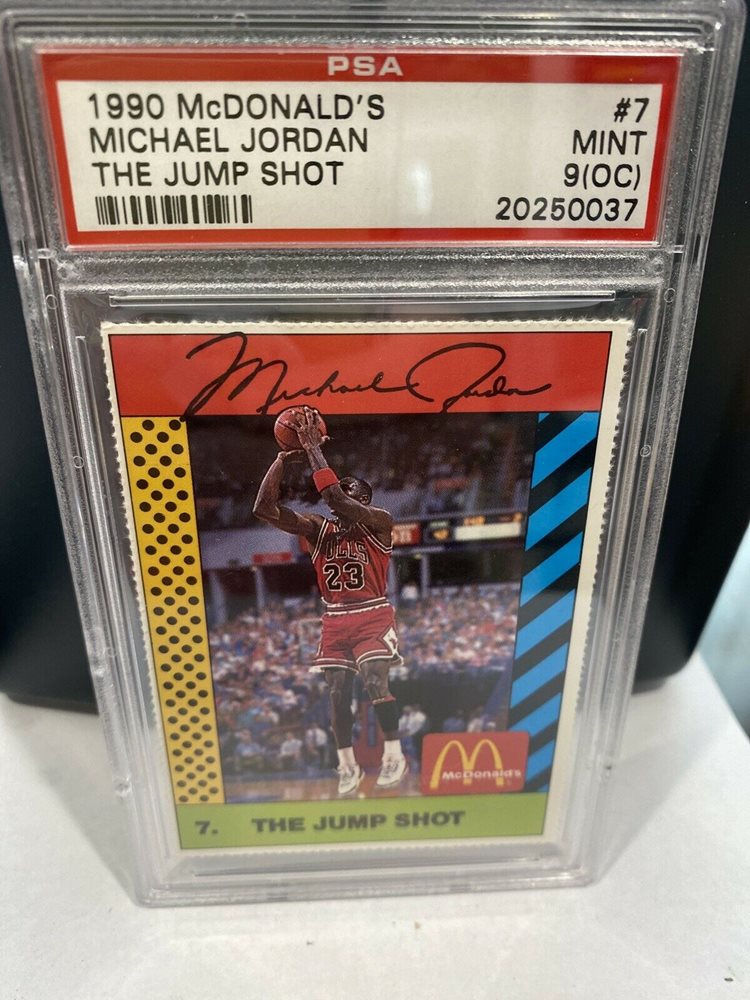 PSA
1990 McDONALD'S #7
MICHAEL JORDAN MINT
THE JUMP SHOT 9(OC)
20250037
Michael Jordan
BULLS
23
McDonald's
7. THE JUMP SHOT